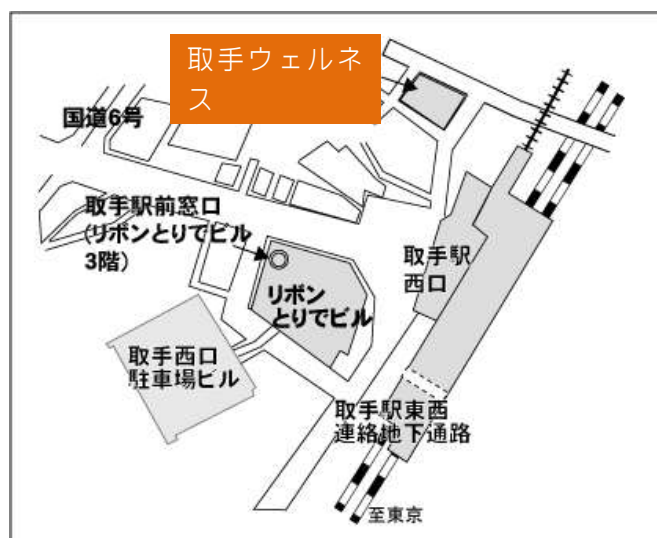 取手ウェルネ
ス
国道6号
取手駅前窓口
(リボンとりでビル
3階)
取手駅
西口
リボン
とりでビル
取手西口
駐車場ビル
取手駅東西
連絡地下通路
至東京